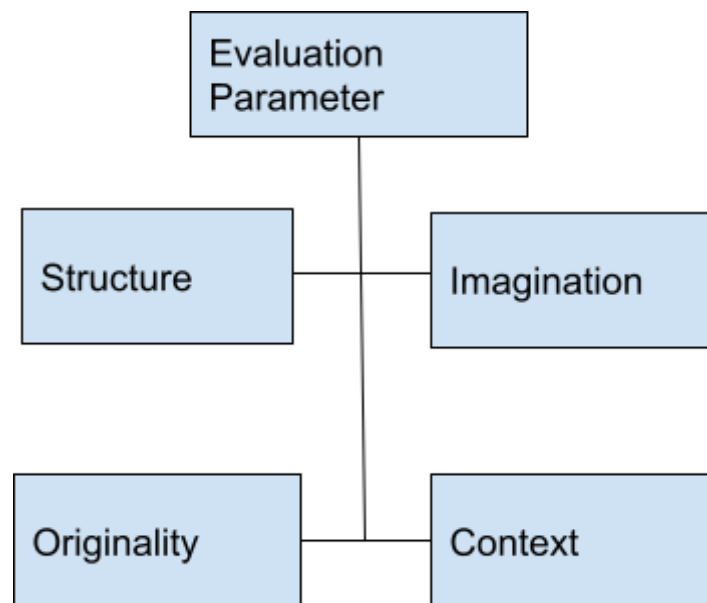 Evaluation
Parameter
Structure
Imagination
Originality
Context